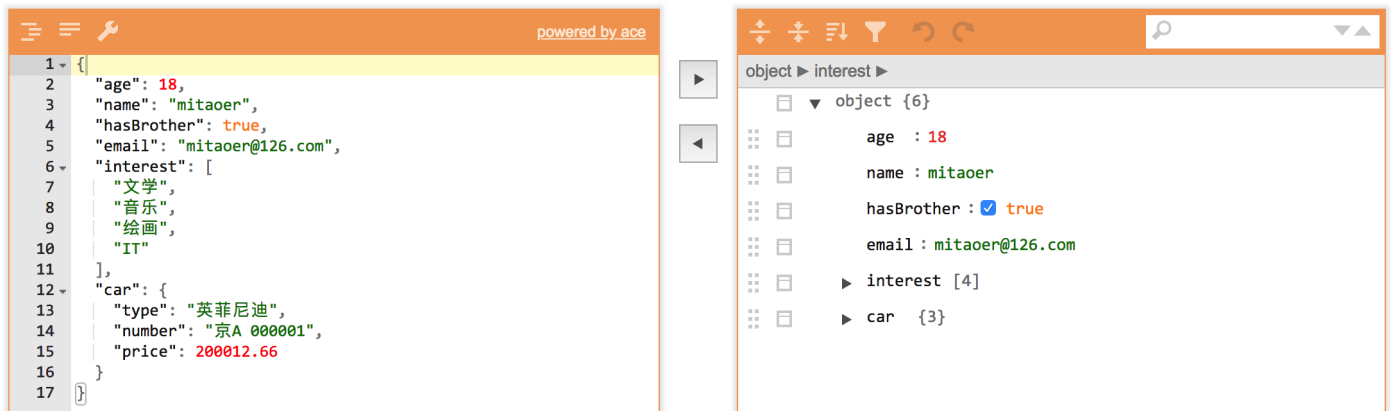 powered by ace
1 {
2 "age": 18,
3 "name": "mitaoer",
4 "hasBrother": true,
5 "email": "mitaoer@126.com",
6 "interest": [
7 "文学",
8 "音乐",
9 "绘画",
10 "IT"
11 ],
12 "car": {
13 "type": "英菲尼迪",
14 "number": "京A 000001",
15 "price": 200012.66
16 }
17 }
object ▶ interest ▶
object {6}
age : 18
name : mitaoer
hasBrother : true
email : mitaoer@126.com
interest [4]
car {3}